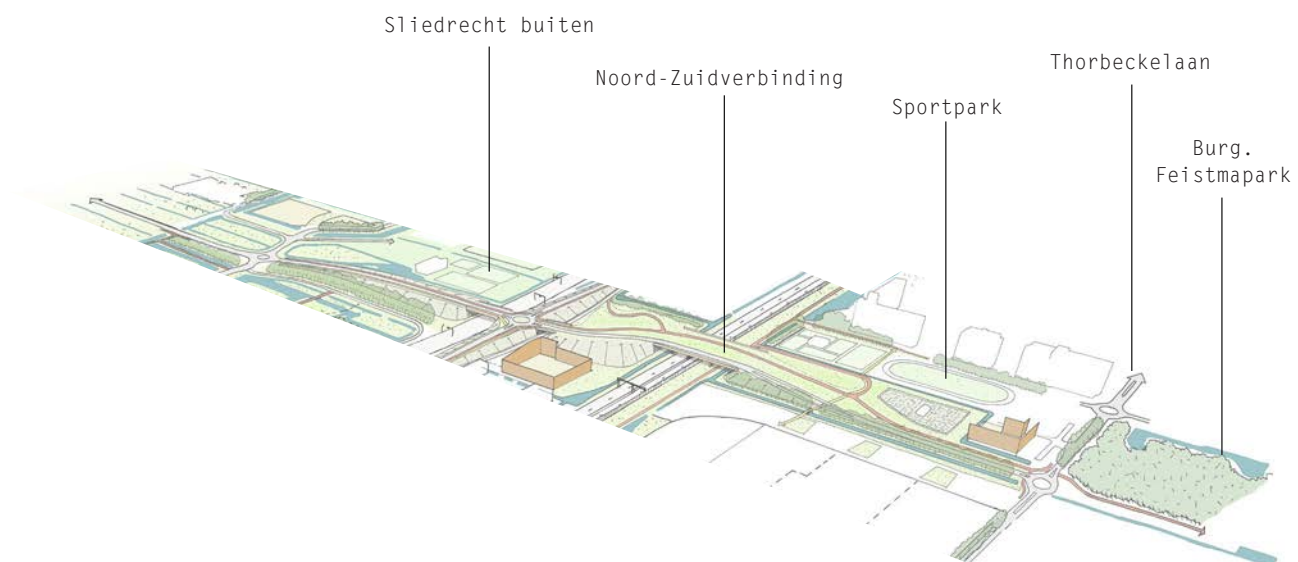 Sliedrecht buiten
Noord-Zuidverbinding
Sportpark
Thorbeckelaan
Burg.
Feistmapark